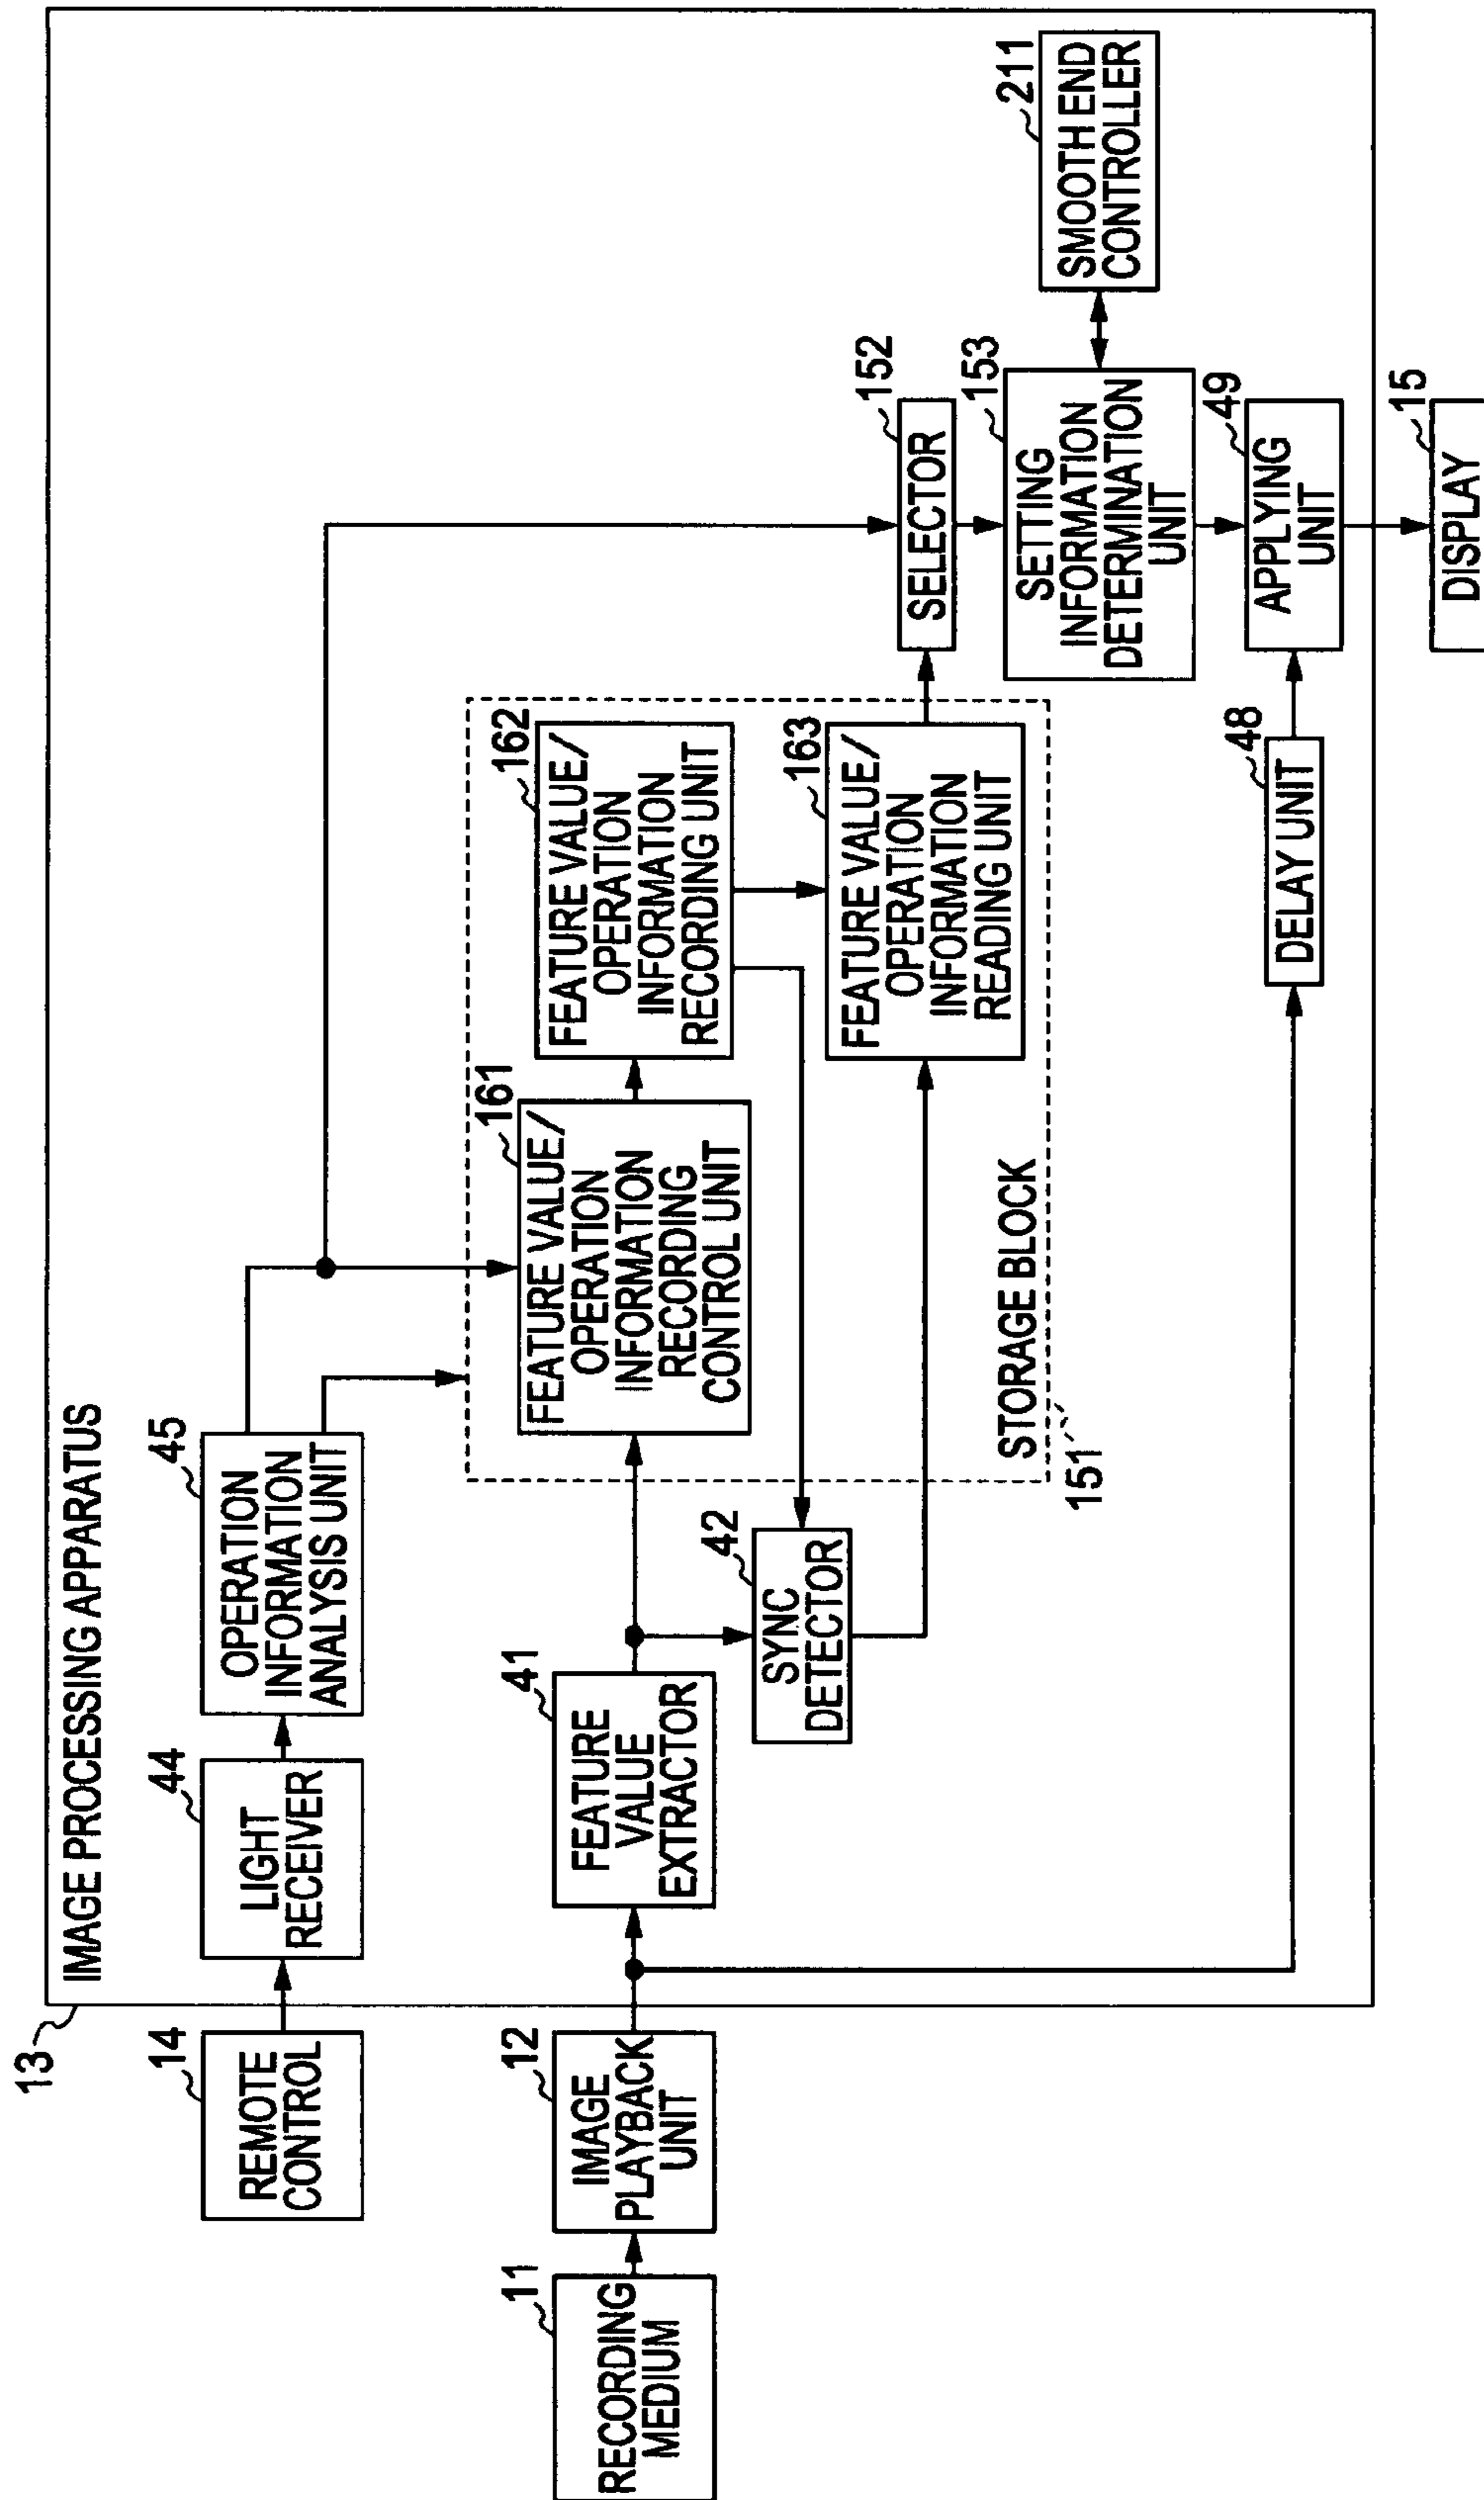 13
IMAGE PROCESSING APPARATUS
14
REMOTE
CONTROL
44
LIGHT
RECEIVER
45
OPERATION
INFORMATION
ANALYSIS UNIT
11
RECORDING
MEDIUM
12
IMAGE
PLAYBACK
UNIT
41
FEATURE
VALUE
EXTRACTOR
42
SYNC
DETECTOR
161
FEATURE VALUE/
OPERATION
INFORMATION
RECORDING
CONTROL UNIT
162
FEATURE VALUE/
OPERATION
INFORMATION
RECORDING UNIT
163
FEATURE VALUE/
OPERATION
INFORMATION
READING UNIT
STORAGE BLOCK
151
152
SELECTOR
153
SETTING
INFORMATION
DETERMINATION
UNIT
211
SMOOTH END
CONTROLLER
48
DELAY UNIT
49
APPLYING
UNIT
15
DISPLAY